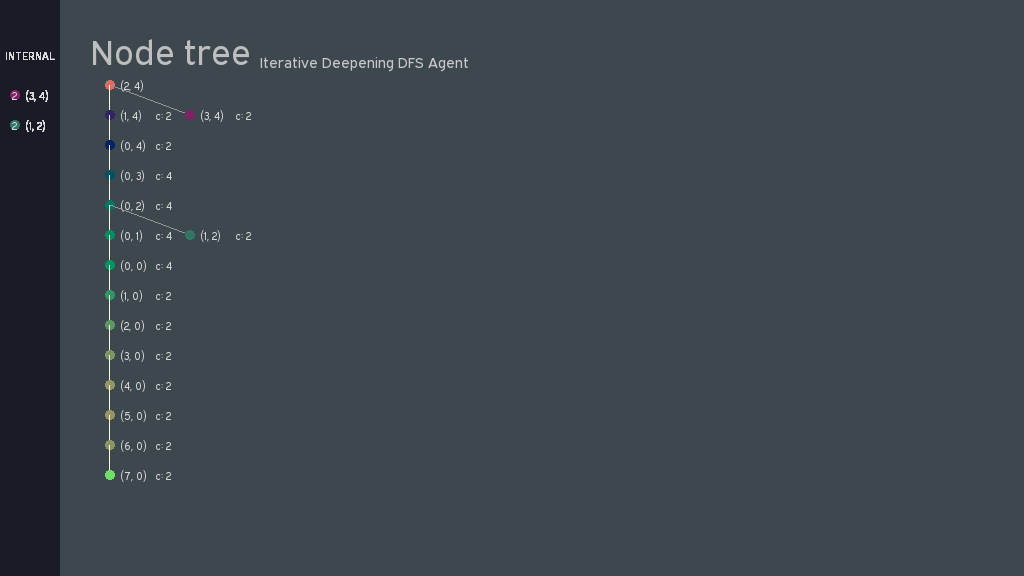 Node tree Iterative Deepening DFS Agent
INTERNAL
2 (3, 4)
2 (1, 2)
(2, 4)
(1, 4) c: 2 (3, 4) c: 2
(0, 4) c: 2
(0, 3) c: 4
(0, 2) c: 4
(0, 1) c: 4 (1, 2) c: 2
(0, 0) c: 4
(1, 0) c: 2
(2, 0) c: 2
(3, 0) c: 2
(4, 0) c: 2
(5, 0) c: 2
(6, 0) c: 2
(7, 0) c: 2